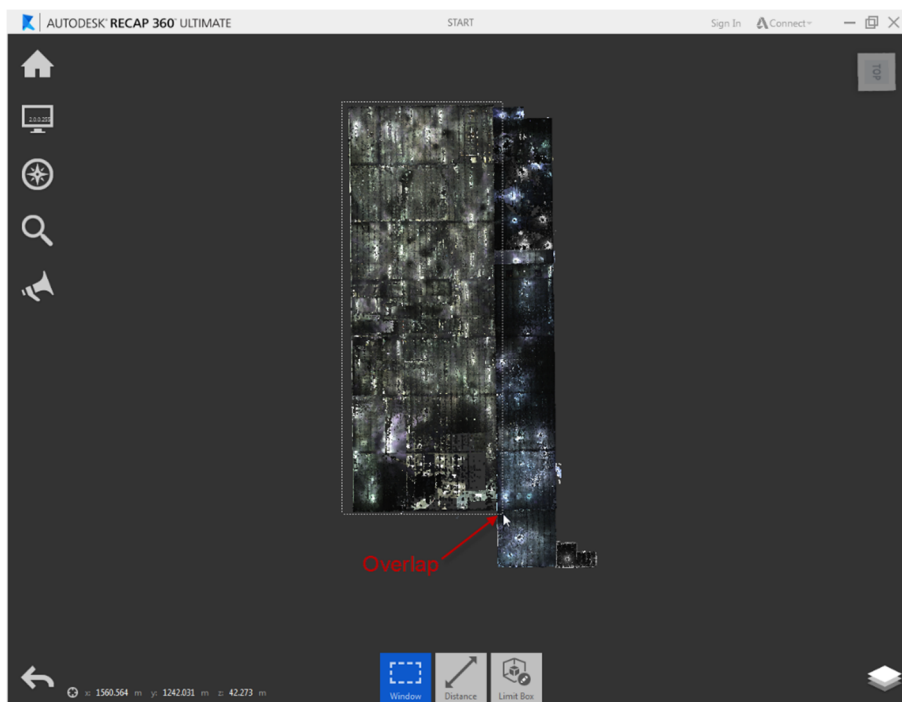 AUTODESK® RECAP 360™ ULTIMATE
START
Sign In
Connect
TOP
Overlap
x: 1560.564 m y: 1242.031 m z: 42.273 m
Window
Distance
Limit Box